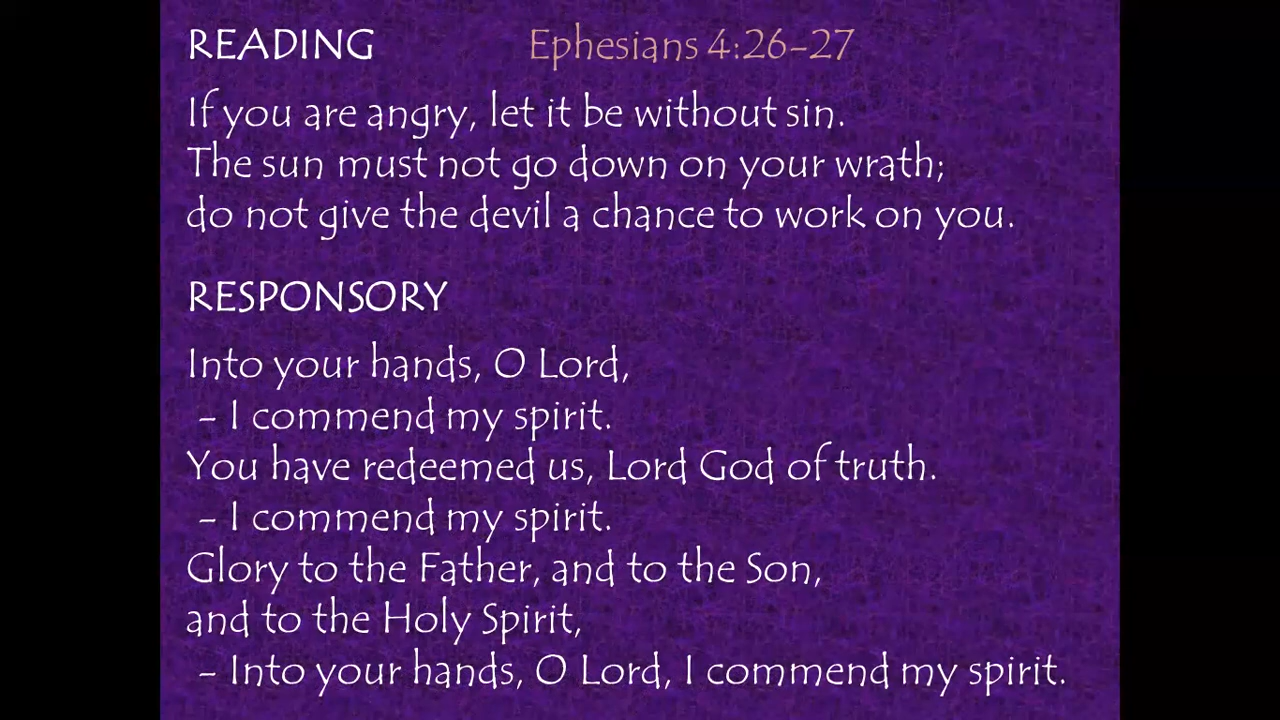 READING Ephesians 4:26-27
If you are angry, let it be without sin.
The sun must not go down on your wrath;
do not give the devil a chance to work on you.
RESPONSORY
Into your hands, O Lord,
- I commend my spirit.
You have redeemed us, Lord God of truth.
- I commend my spirit.
Glory to the Father, and to the Son,
and to the Holy Spirit,
- Into your hands, O Lord, I commend my spirit.